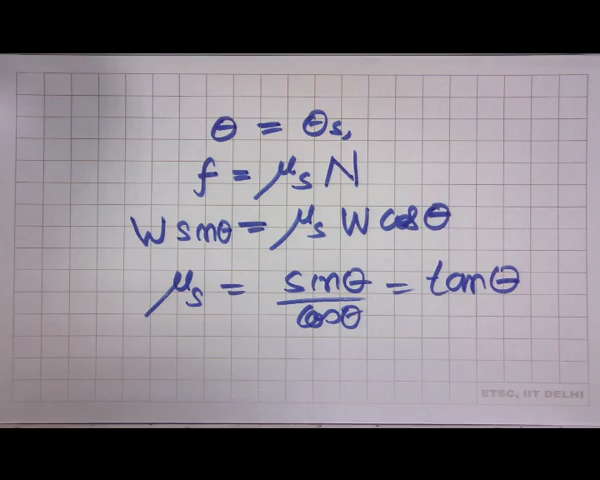 θ = θs,
f = μs N
W sinθ = μs W cosθ
μs = sinθ/cosθ = tanθ
ETSC, IIT DELHI